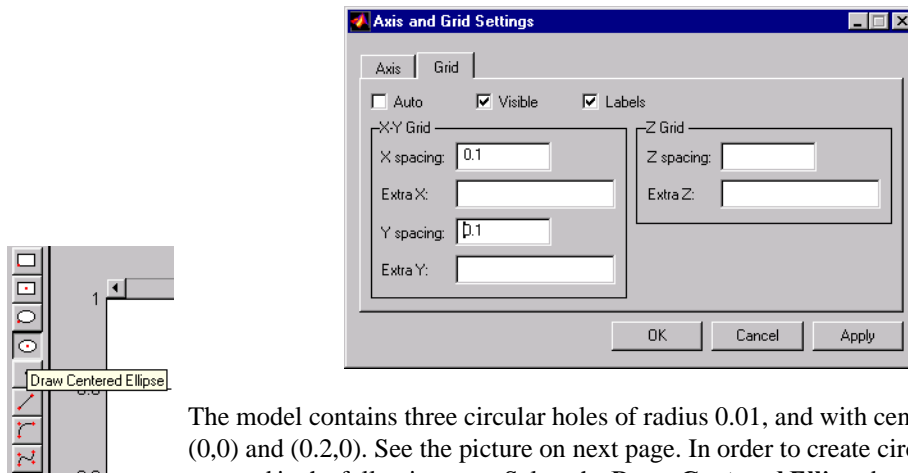 Axis and Grid Settings
Axis Grid
Auto Visible Labels
X-Y Grid Z Grid
X spacing: 0.1 Z spacing:
Extra X: Extra Z:
Y spacing: 0.1
Extra Y:
OK Cancel Apply
1
Draw Centered Ellipse
The model contains three circular holes of radius 0.01, and with cen
(0,0) and (0.2,0). See the picture on next page. In order to create circ